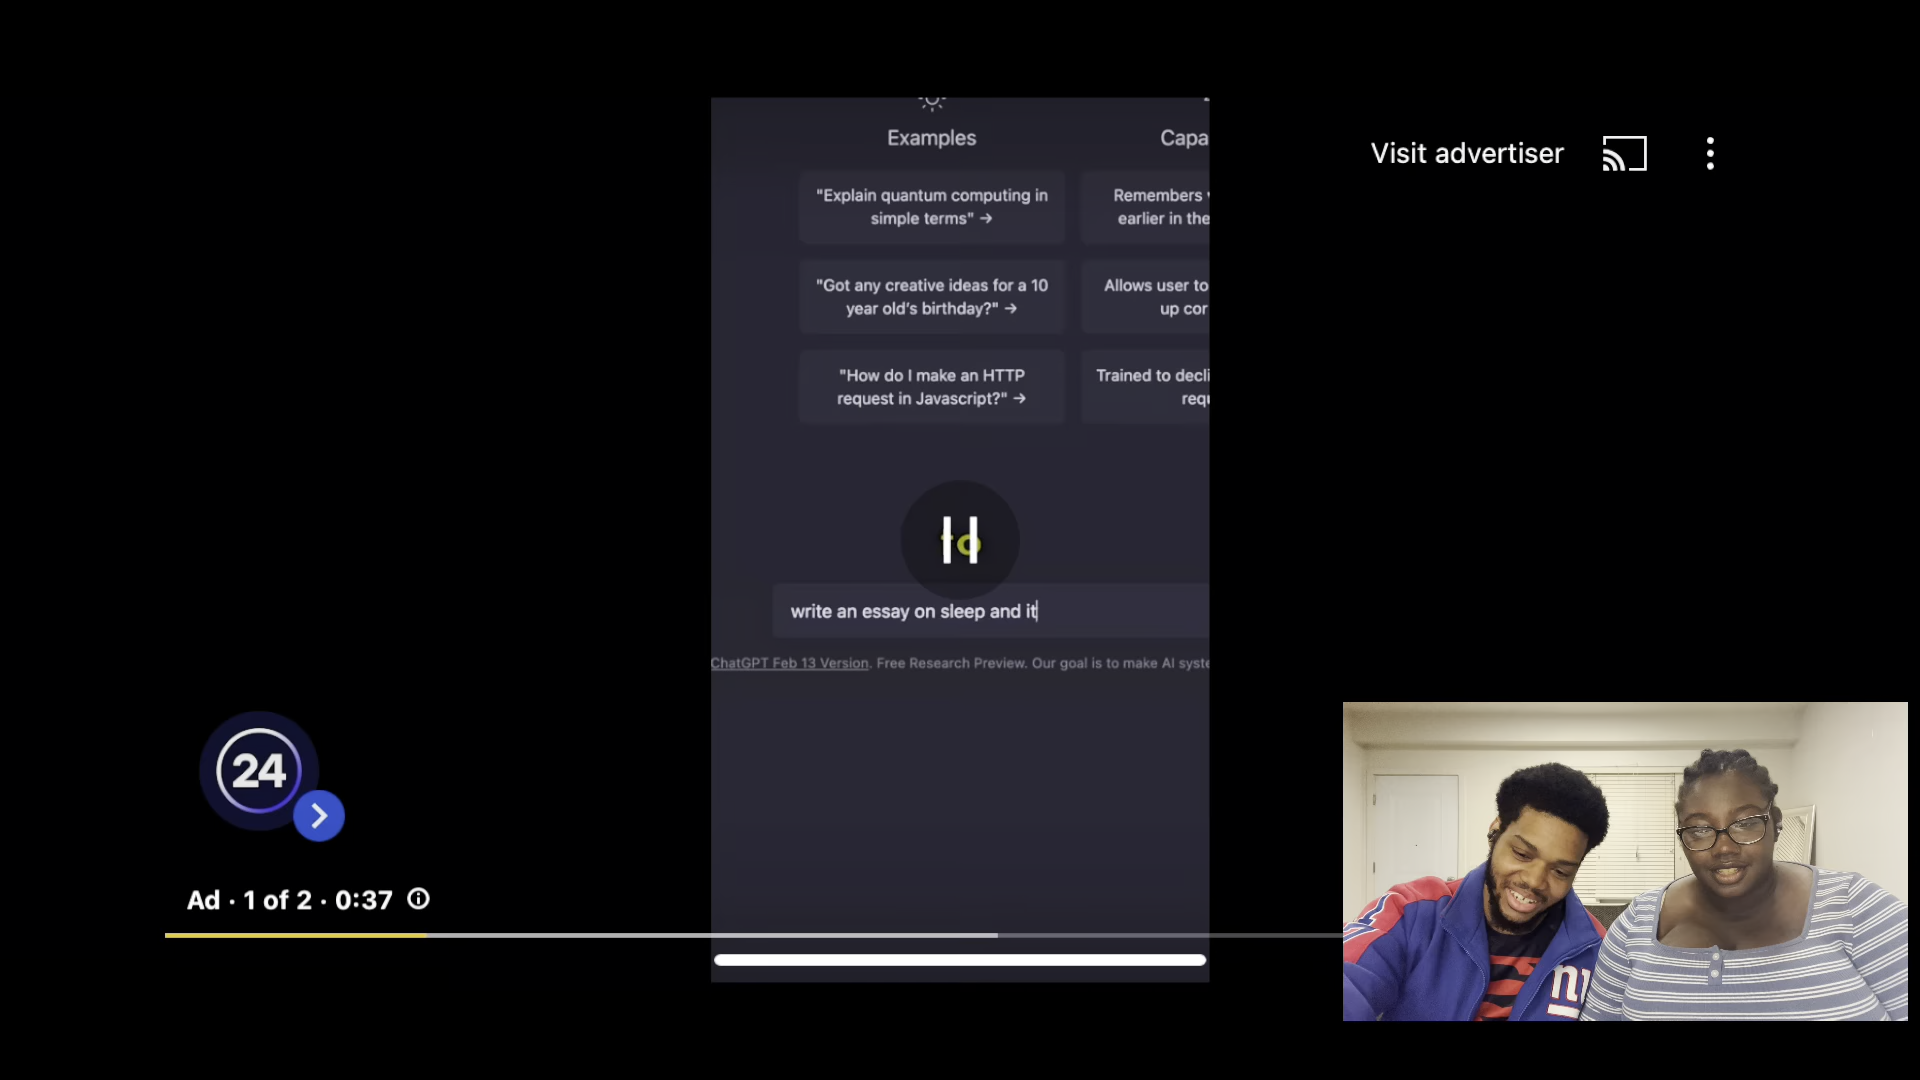 Examples
Capa
"Explain quantum computing in
simple terms" →
Remembers
earlier in the
"Got any creative ideas for a 10
year old's birthday?" →
Allows user to
up cor
"How do I make an HTTP
request in Javascript?" →
Trained to decli
requ
Visit advertiser
write an essay on sleep and it
ChatGPT Feb 13 Version. Free Research Preview. Our goal is to make AI syste
24
Ad · 1 of 2 · 0:37